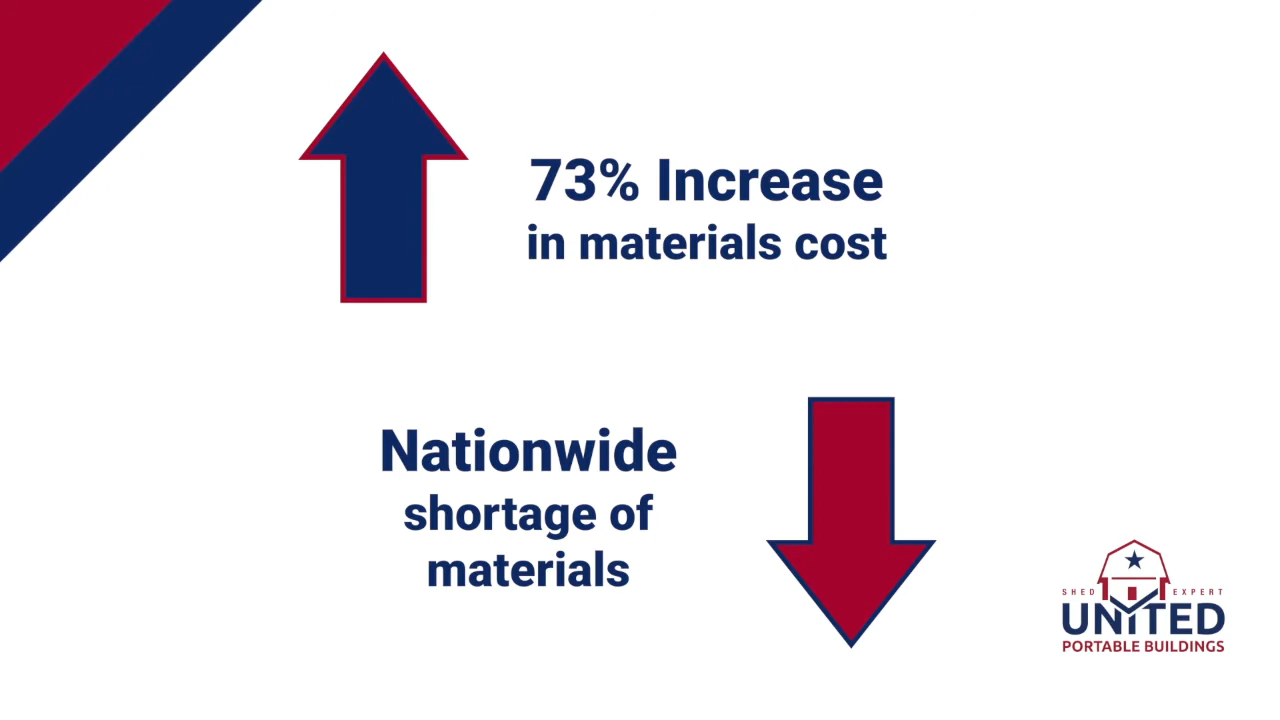 73% Increase
in materials cost
Nationwide
shortage of
materials
SHED EXPERT
UNITED
PORTABLE BUILDINGS